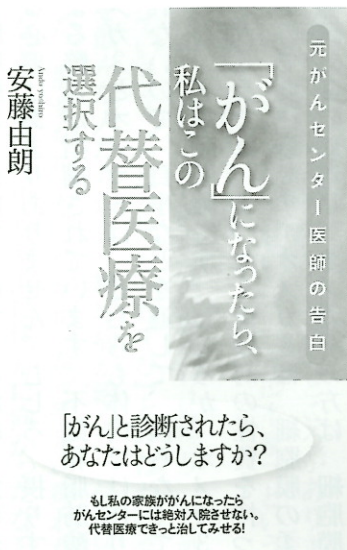 元がんセンター医師の告白
「がん」になったら、
私はこの
代替医療を
選択する
安藤由朗
Ando yoshiro
「がん」と診断されたら、
あなたはどうしますか?
もし私の家族ががんになったら
がんセンターには絶対入院させない。
代替医療できっと治してみせる!